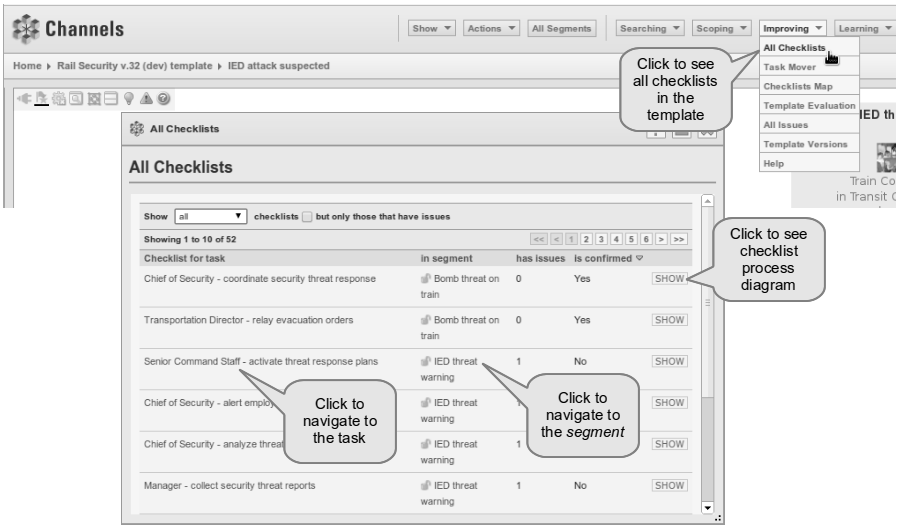 Channels
Show Actions All Segments Searching Scoping Improving Learning
Home Rail Security v.32 (dev) template IED attack suspected
All Checklists
Task Mover
Checklists Map
Template Evaluation
All Issues
Template Versions
Help
Click to see
all checklists
in the
template
IED th
Train Co
in Transit C
All Checklists
All Checklists
Show all checklists but only those that have issues
Showing 1 to 10 of 52 << < 1 2 3 4 5 6 > >>
Checklist for task in segment has issues is confirmed
Chief of Security - coordinate security threat response Bomb threat on train 0 Yes SHOW
Transportation Director - relay evacuation orders Bomb threat on train 0 Yes SHOW
Senior Command Staff - activate threat response plans IED threat warning 1 No SHOW
Chief of Security - alert emplo IED threat warning SHOW
Chief of Security - analyze threat IED threat warning 1 SHOW
Manager - collect security threat reports IED threat warning 1 No SHOW
Click to see
checklist
process
diagram
Click to
navigate to
the task
Click to
navigate to
the segment